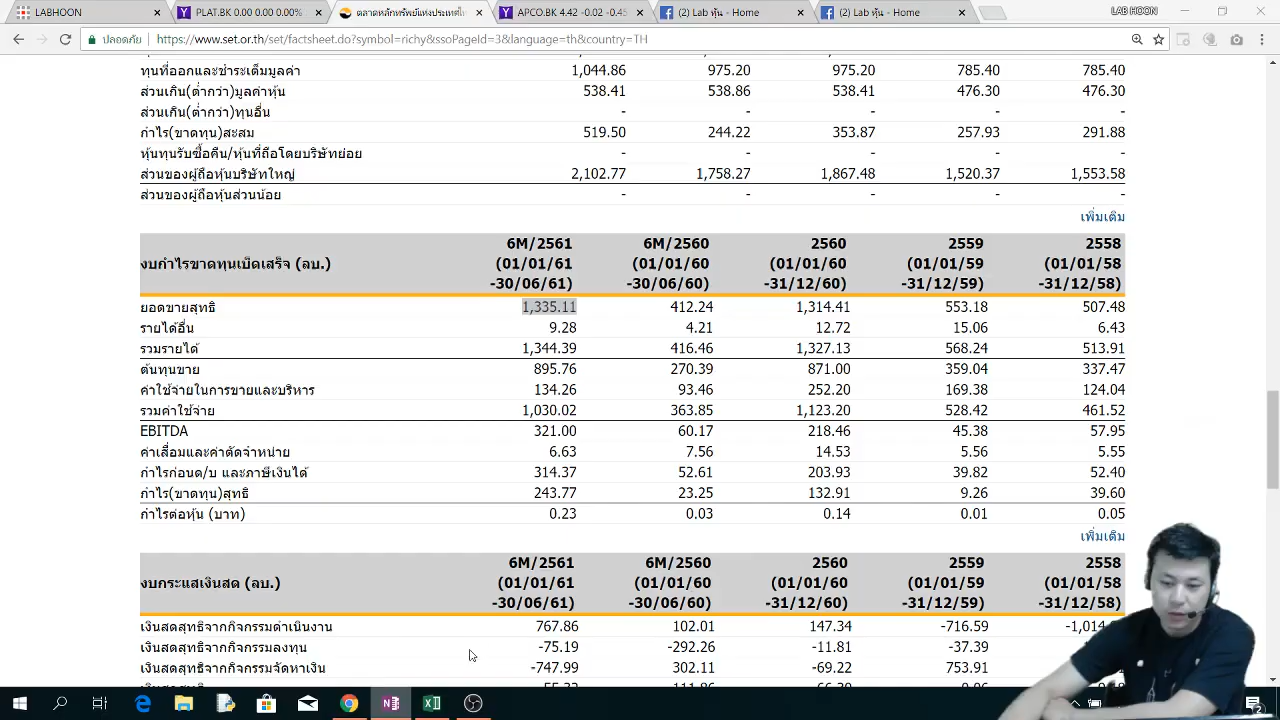 LABHOON
PLAT.BK 0.00 0.00 0.00%
ตลาดหลักทรัพย์แห่งประเทศ
APCO.BK 4.42 -0.02 -0.45
(2) Lab หุ้น - Home
(2) Lab หุ้น - Home
LAB HOON
ปลอดภัย https://www.set.or.th/set/factsheet.do?symbol=richy&ssoPageId=3&language=th&country=TH
ทุนที่ออกและชำระเต็มมูลค่า 1,044.86 975.20 975.20 785.40 785.40
ส่วนเกิน(ต่ำกว่า)มูลค่าหุ้น 538.41 538.86 538.41 476.30 476.30
ส่วนเกิน(ต่ำกว่า)ทุนอื่น - - - - -
กำไร(ขาดทุน)สะสม 519.50 244.22 353.87 257.93 291.88
หุ้นทุนรับซื้อคืน/หุ้นที่ถือโดยบริษัทย่อย - - - - -
ส่วนของผู้ถือหุ้นบริษัทใหญ่ 2,102.77 1,758.27 1,867.48 1,520.37 1,553.58
ส่วนของผู้ถือหุ้นส่วนน้อย - - - - -
เพิ่มเติม
งบกำไรขาดทุนเบ็ดเสร็จ (ลบ.) 6M/2561 (01/01/61 -30/06/61) 6M/2560 (01/01/60 -30/06/60) 2560 (01/01/60 -31/12/60) 2559 (01/01/59 -31/12/59) 2558 (01/01/58 -31/12/58)
ยอดขายสุทธิ 1,335.11 412.24 1,314.41 553.18 507.48
รายได้อื่น 9.28 4.21 12.72 15.06 6.43
รวมรายได้ 1,344.39 416.46 1,327.13 568.24 513.91
ต้นทุนขาย 895.76 270.39 871.00 359.04 337.47
ค่าใช้จ่ายในการขายและบริหาร 134.26 93.46 252.20 169.38 124.04
รวมค่าใช้จ่าย 1,030.02 363.85 1,123.20 528.42 461.52
EBITDA 321.00 60.17 218.46 45.38 57.95
ค่าเสื่อมและค่าตัดจำหน่าย 6.63 7.56 14.53 5.56 5.55
กำไรก่อนด/บ และภาษีเงินได้ 314.37 52.61 203.93 39.82 52.40
กำไร(ขาดทุน)สุทธิ 243.77 23.25 132.91 9.26 39.60
กำไรต่อหุ้น (บาท) 0.23 0.03 0.14 0.01 0.05
เพิ่มเติม
งบกระแสเงินสด (ลบ.) 6M/2561 (01/01/61 -30/06/61) 6M/2560 (01/01/60 -30/06/60) 2560 (01/01/60 -31/12/60) 2559 (01/01/59 -31/12/59) 2558 (01/01/58 -31/12/58)
เงินสดสุทธิจากกิจกรรมดำเนินงาน 767.86 102.01 147.34 -716.59 -1,014.
เงินสดสุทธิจากกิจกรรมลงทุน -75.19 -292.26 -11.81 -37.39
เงินสดสุทธิจากกิจกรรมจัดหาเงิน -747.99 302.11 -69.22 753.91